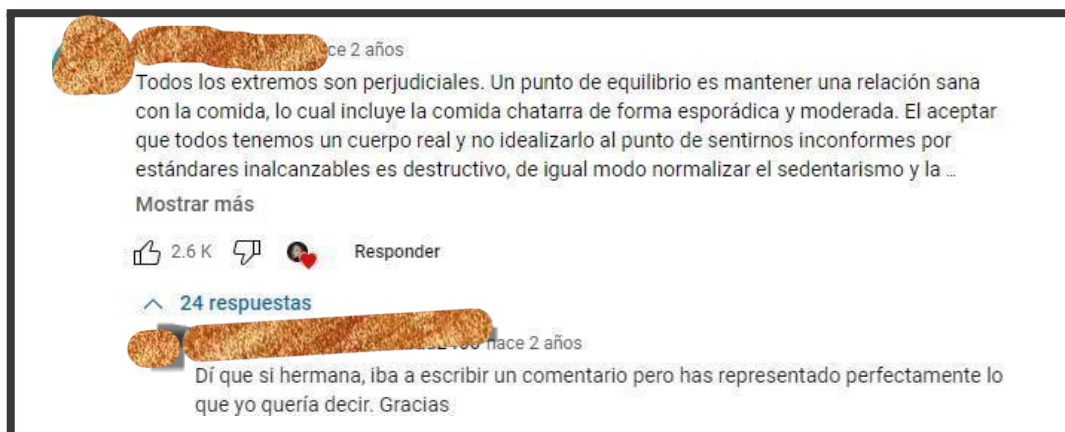 ce 2 años
Todos los extremos son perjudiciales. Un punto de equilibrio es mantener una relación sana
con la comida, lo cual incluye la comida chatarra de forma esporádica y moderada. El aceptar
que todos tenemos un cuerpo real y no idealizarlo al punto de sentirnos inconformes por
estándares inalcanzables es destructivo, de igual modo normalizar el sedentarismo y la ...
Mostrar más
2.6 K Responder
24 respuestas
hace 2 años
Dí que si hermana, iba a escribir un comentario pero has representado perfectamente lo
que yo quería decir. Gracias